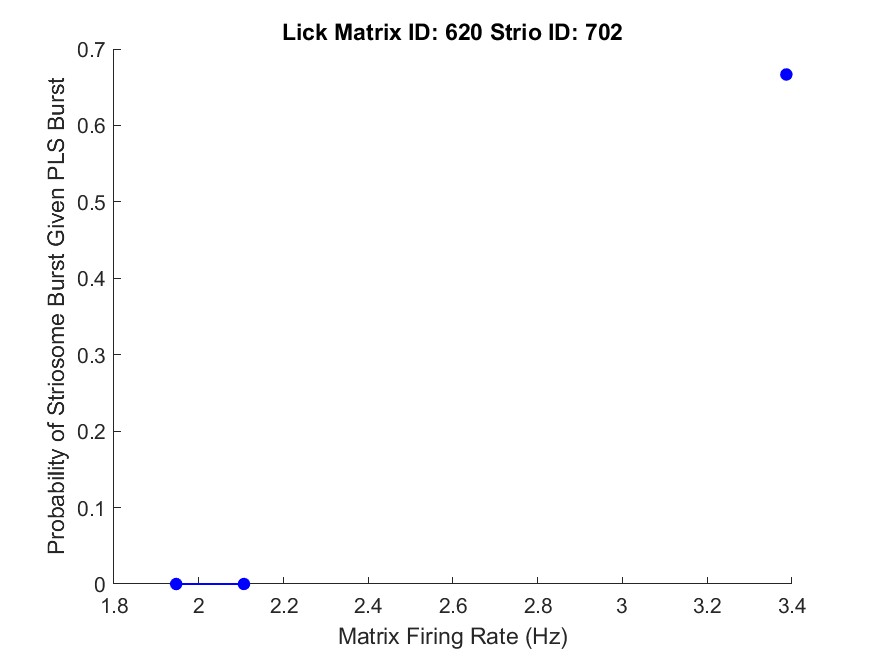 Lick Matrix ID: 620 Strio ID: 702
Probability of Striosome Burst Given PLS Burst
0.7
0.6
0.5
0.4
0.3
0.2
0.1
0
1.8 2 2.2 2.4 2.6 2.8 3 3.2 3.4
Matrix Firing Rate (Hz)